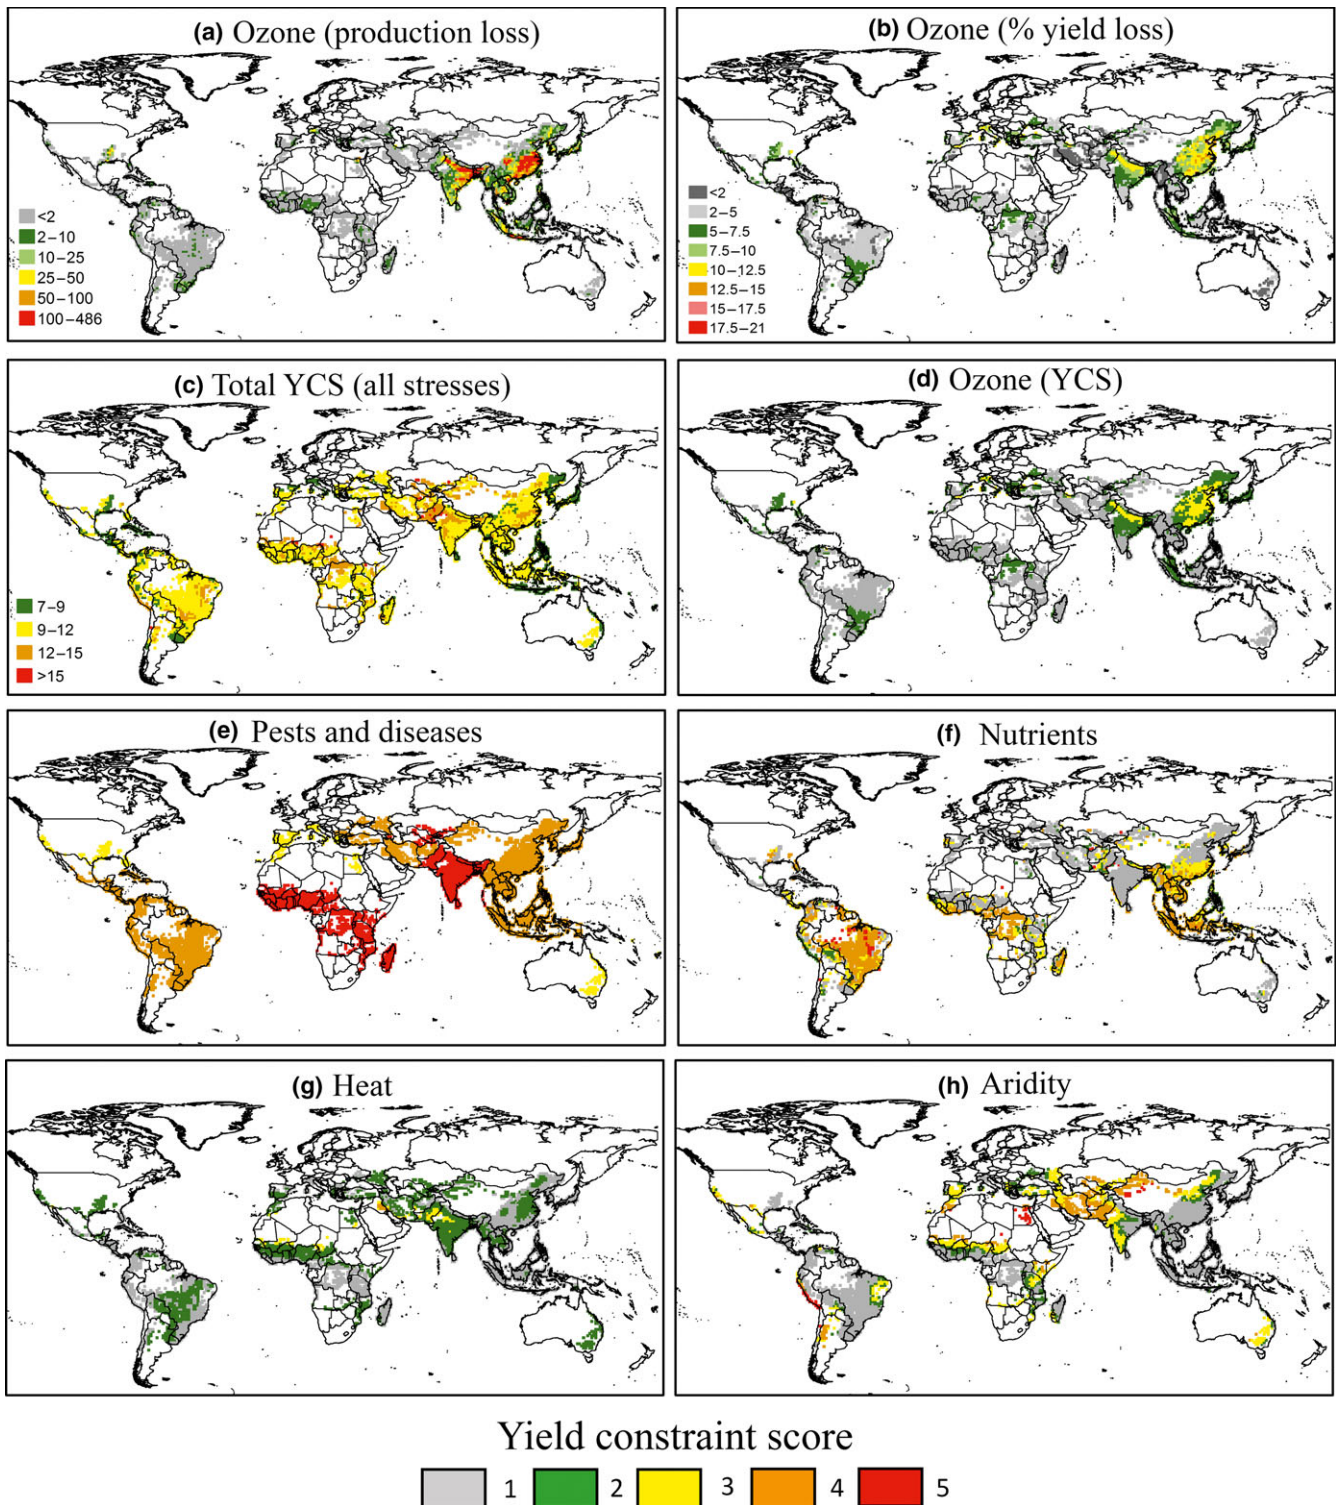 (a) Ozone (production loss)
<2
2–10
10–25
25–50
50–100
100–486
(b) Ozone (% yield loss)
<2
2–5
5–7.5
7.5–10
10–12.5
12.5–15
15–17.5
17.5–21
(c) Total YCS (all stresses)
7–9
9–12
12–15
>15
(d) Ozone (YCS)
(e) Pests and diseases
(f) Nutrients
(g) Heat
(h) Aridity
Yield constraint score
1 2 3 4 5